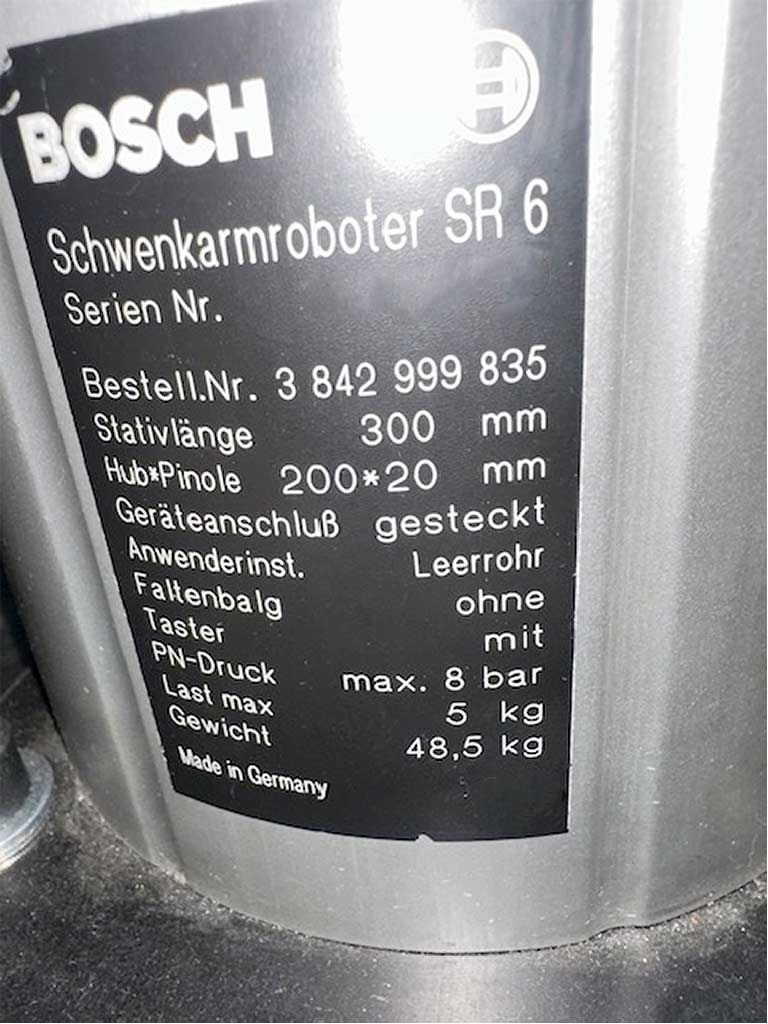 BOSCH
Schwenkarmroboter SR 6
Serien Nr.
Bestell.Nr. 3 842 999 835
Stativlänge 300 mm
Hub*Pinole 200*20 mm
Geräteanschluß gesteckt
Anwenderinst. Leerrohr
Faltenbalg ohne
Taster mit
PN-Druck max. 8 bar
Last max 5 kg
Gewicht 48,5 kg
Made in Germany